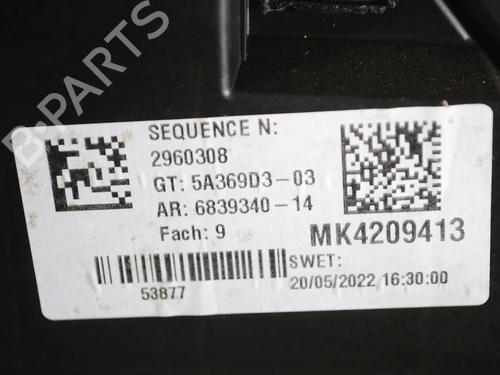 B-PARTS
SEQUENCE N:
2960308
GT: 5A369D3-03
AR: 6839340-14
Fach: 9
MK4209413
SWET:
53877
20/05/2022 16:30:00